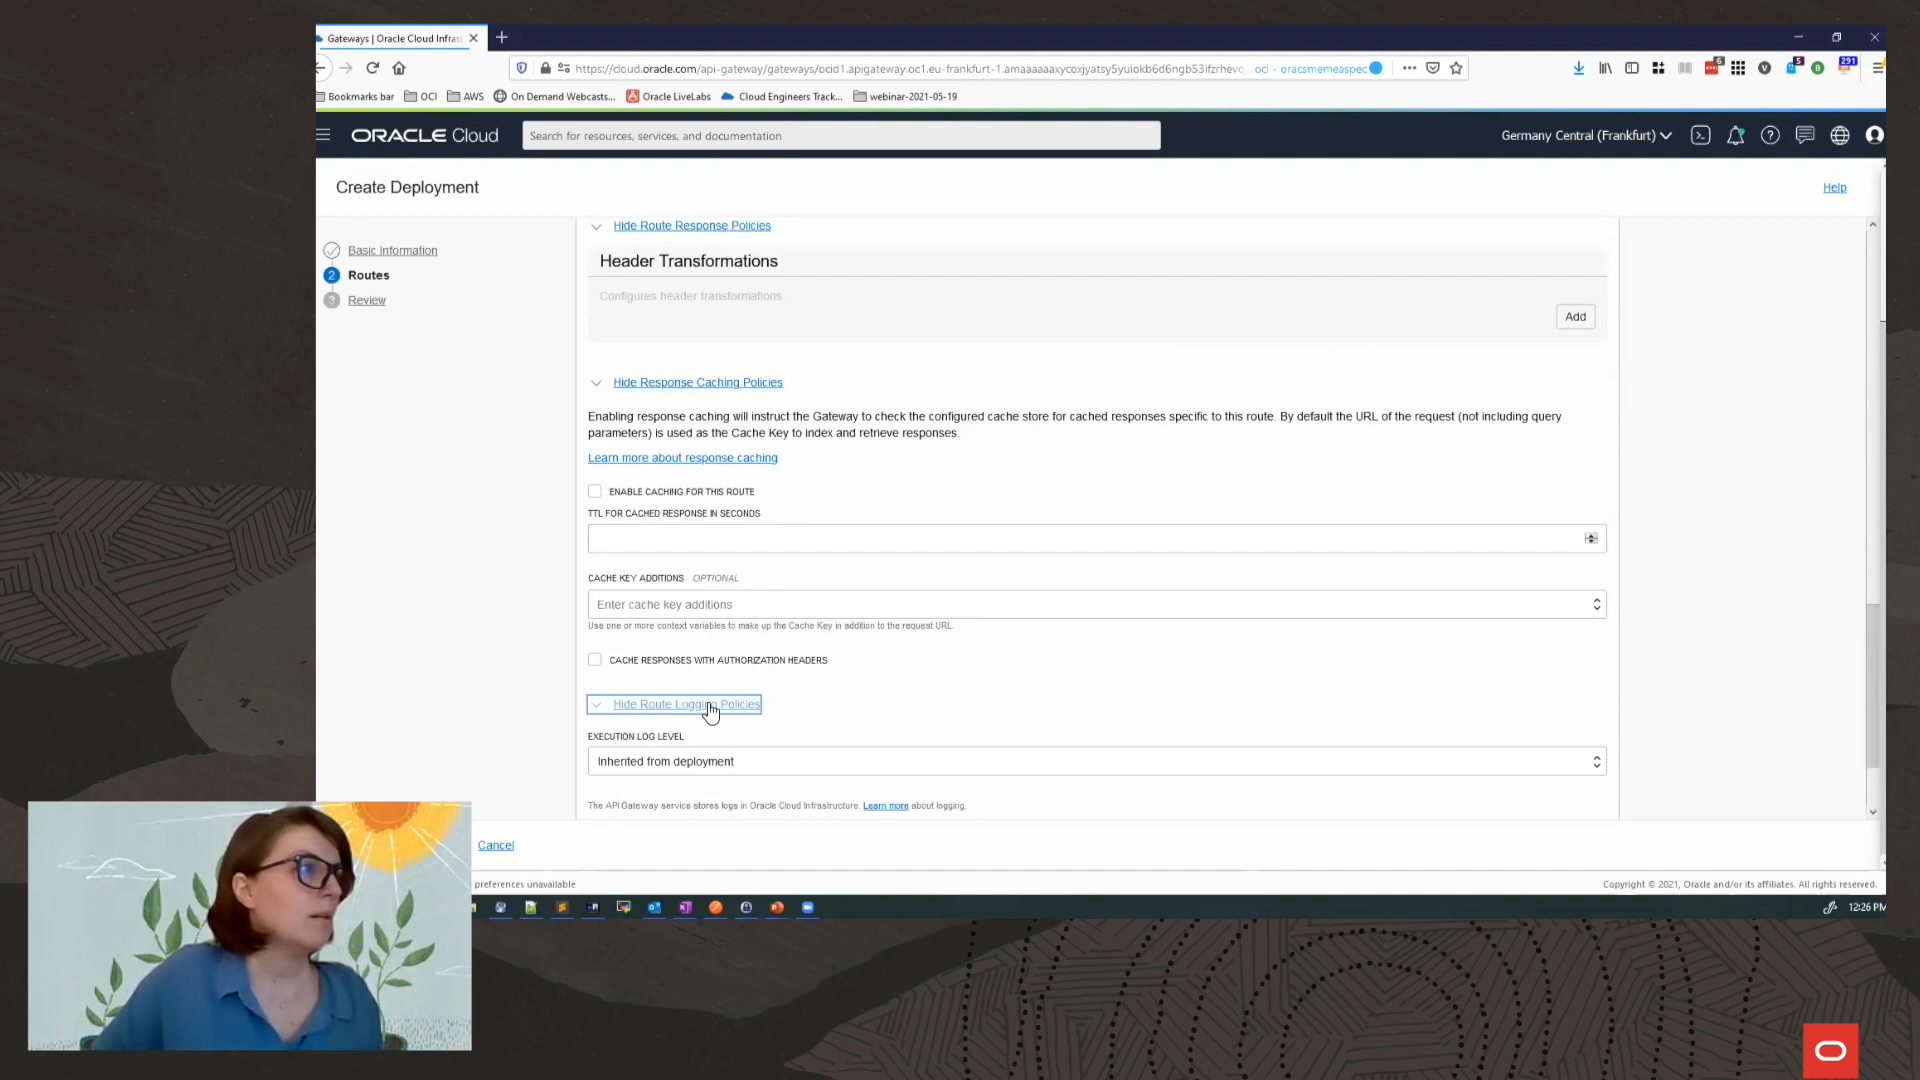 Gateways | Oracle Cloud Infras
https://cloud.oracle.com/api-gateway/gateways/ocid1.apigateway.oc1.eu-frankfurt-1.amaaaaaaxycoxjyatsy5yuiokb6d6ngb53ifzrhevq
oci - oracsmemeaspec
6
5
291
Bookmarks bar
OCI
AWS
On Demand Webcasts...
Oracle LiveLabs
Cloud Engineers Track...
webinar-2021-05-19
ORACLE Cloud
Search for resources, services, and documentation
Germany Central (Frankfurt)
Create Deployment
Help
Basic Information
2 Routes
3 Review
Hide Route Response Policies
Header Transformations
Configures header transformations
Add
Hide Response Caching Policies
Enabling response caching will instruct the Gateway to check the configured cache store for cached responses specific to this route. By default the URL of the request (not including query
parameters) is used as the Cache Key to index and retrieve responses.
Learn more about response caching
ENABLE CACHING FOR THIS ROUTE
TTL FOR CACHED RESPONSE IN SECONDS
CACHE KEY ADDITIONS OPTIONAL
Enter cache key additions
Use one or more context variables to make up the Cache Key in addition to the request URL.
CACHE RESPONSES WITH AUTHORIZATION HEADERS
Hide Route Logging Policies
EXECUTION LOG LEVEL
Inherited from deployment
The API Gateway service stores logs in Oracle Cloud Infrastructure. Learn more about logging.
Cancel
preferences unavailable
Copyright © 2021, Oracle and/or its affiliates. All rights reserved.
12:26 PM